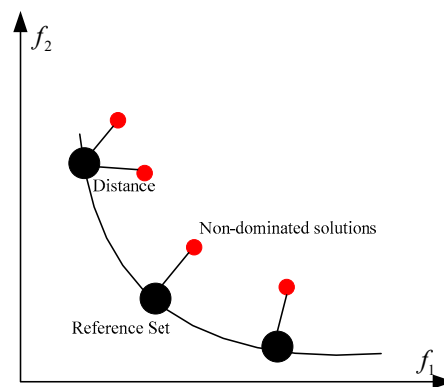 f2
Distance
Non-dominated solutions
Reference Set
f1